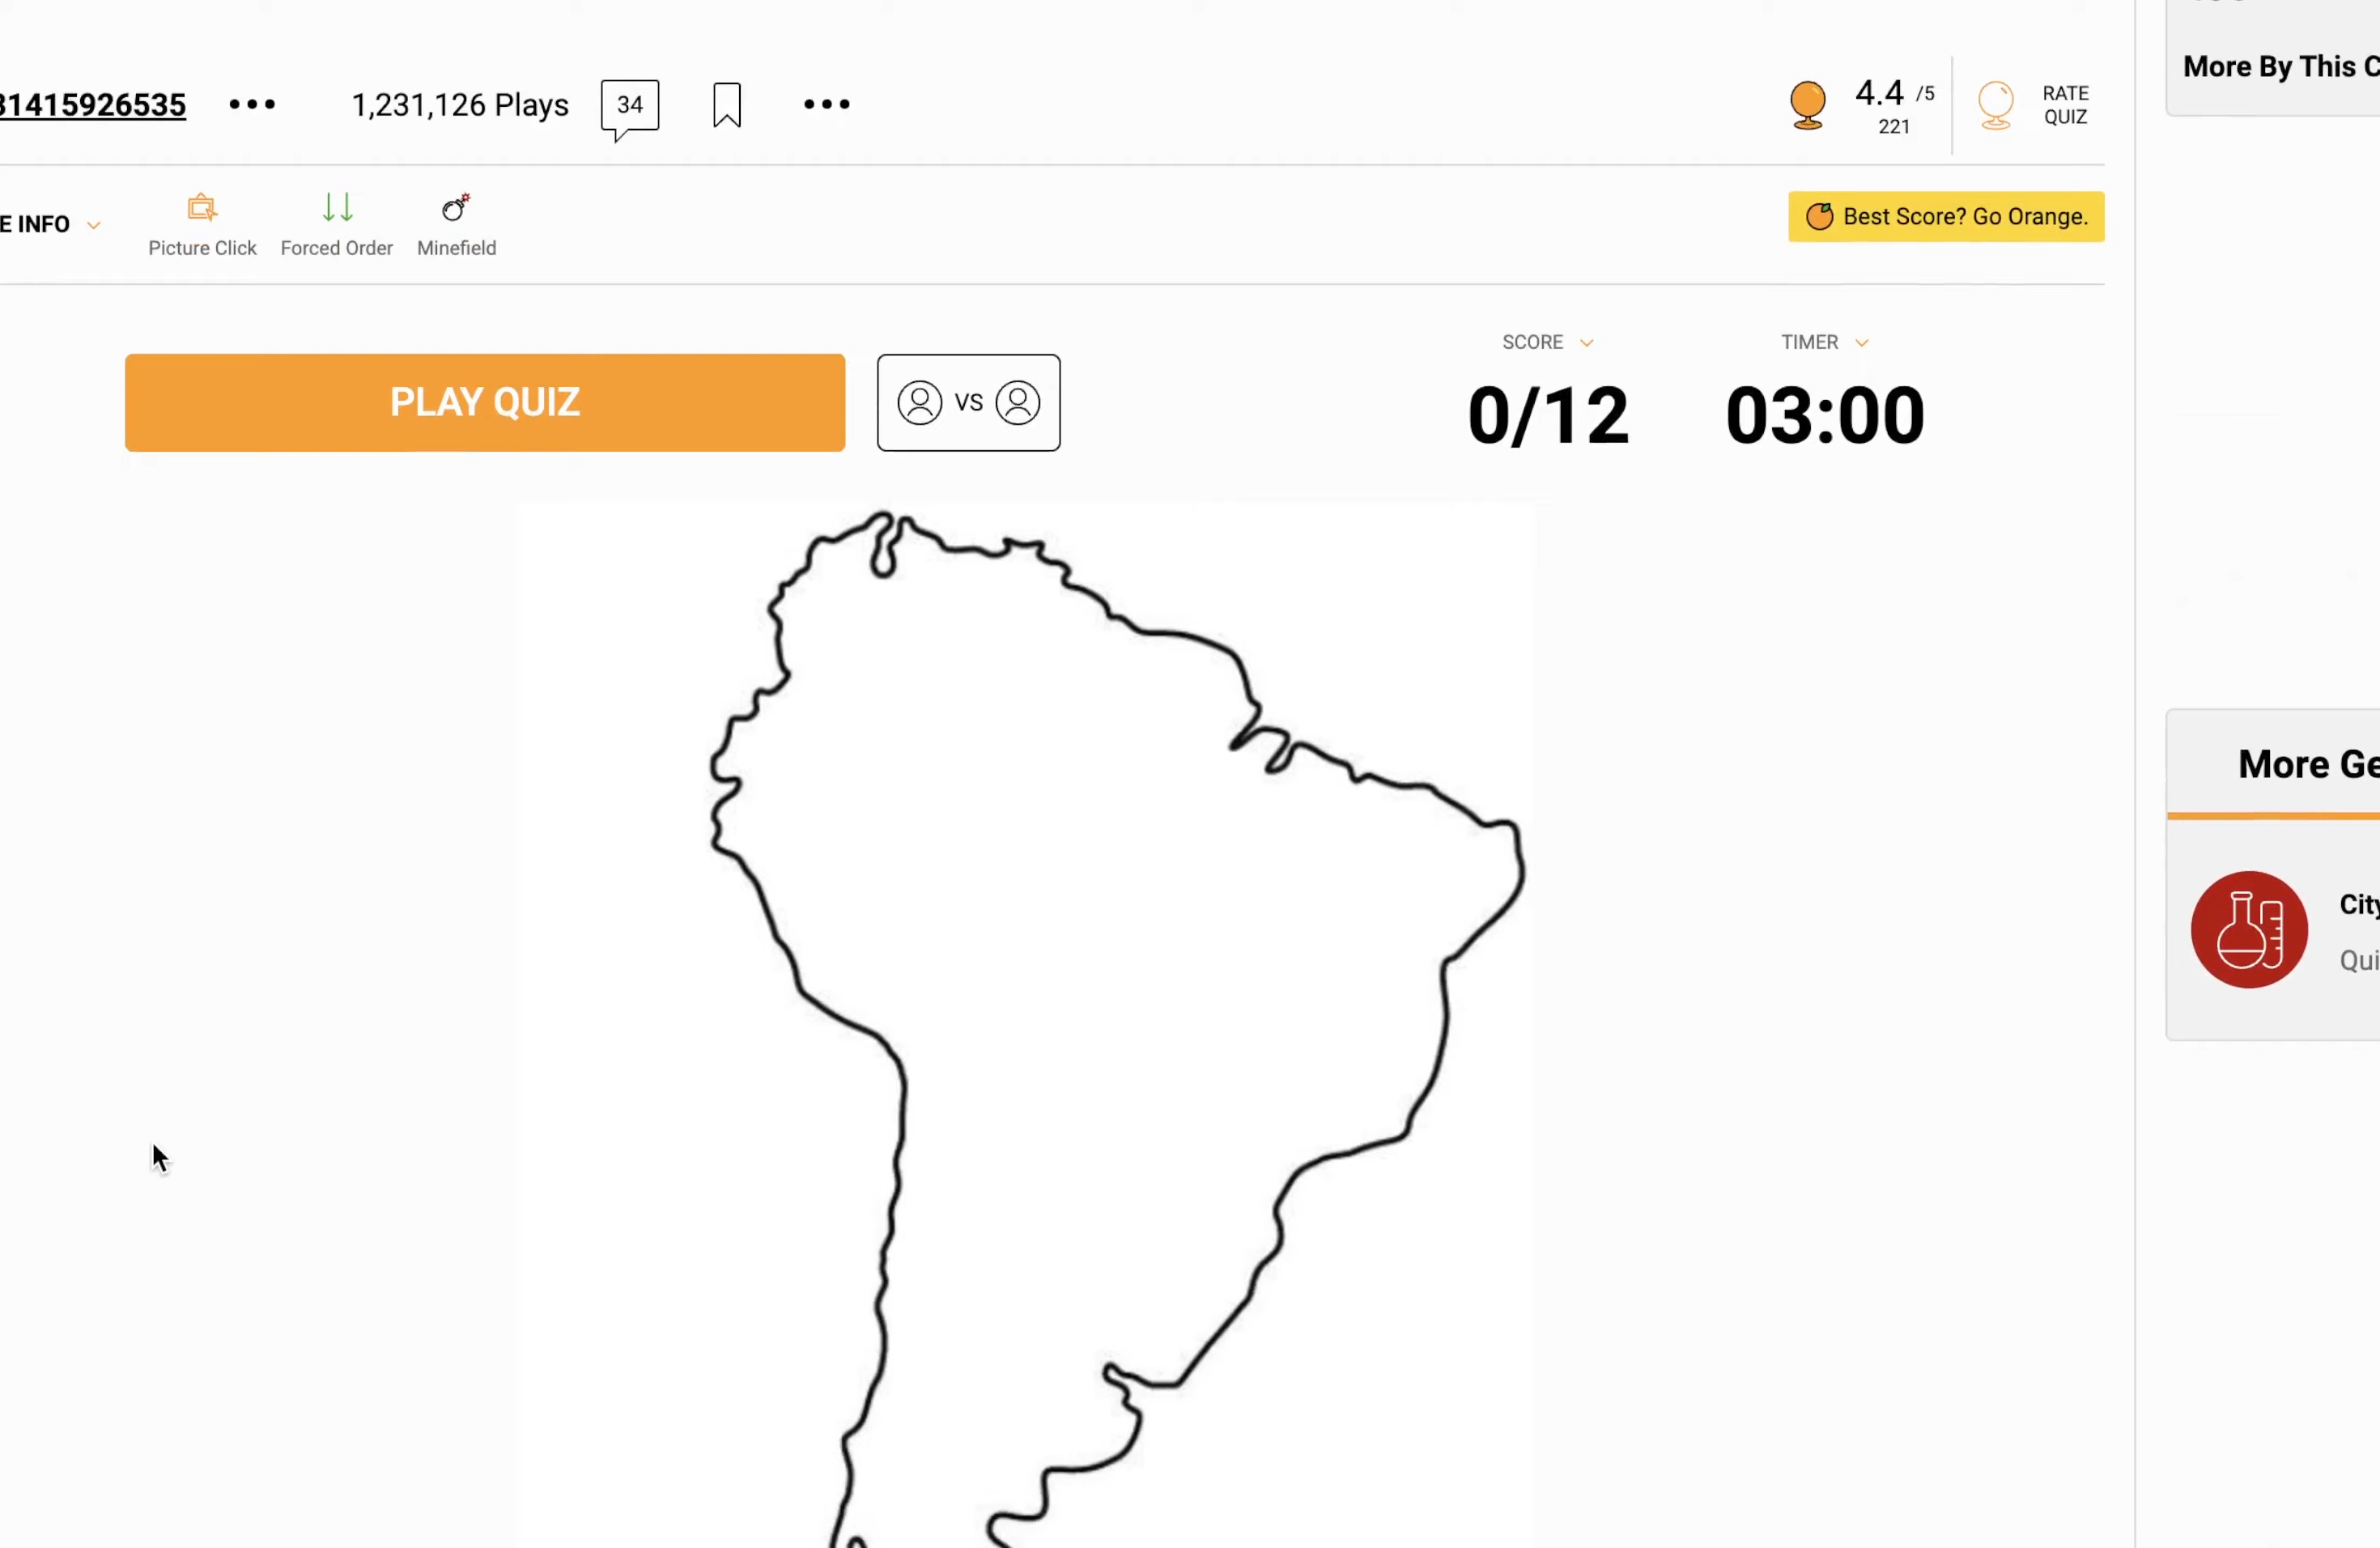 More By This C
31415926535
1,231,126 Plays
34
4.4 /5
221
RATE
QUIZ
E INFO
Picture Click
Forced Order
Minefield
Best Score? Go Orange.
PLAY QUIZ
VS
SCORE
0/12
TIMER
03:00
More Ge
City
Qui